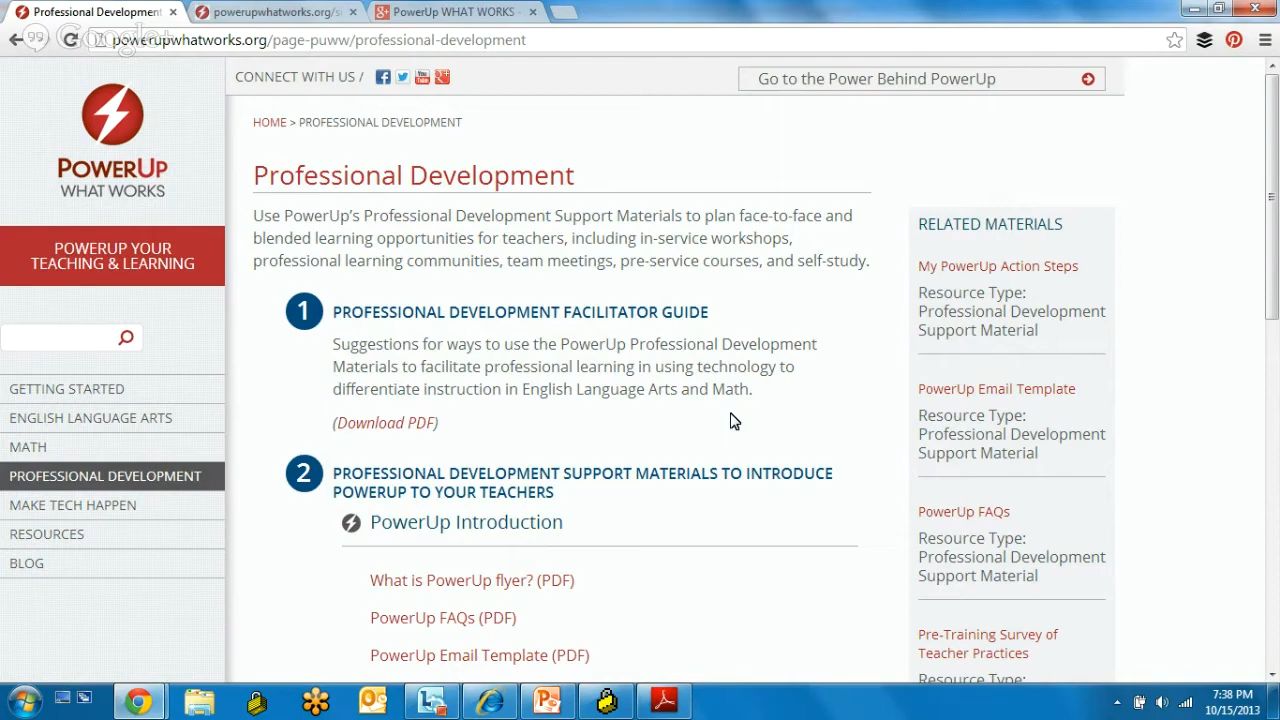 Professional Development
powerupwhatworks.org/s
PowerUp WHAT WORKS -
powerupwhatworks.org/page-puww/professional-development
Google+
POWERUP
WHAT WORKS
POWERUP YOUR
TEACHING & LEARNING
GETTING STARTED
ENGLISH LANGUAGE ARTS
MATH
PROFESSIONAL DEVELOPMENT
MAKE TECH HAPPEN
RESOURCES
BLOG
CONNECT WITH US /
Go to the Power Behind PowerUp
HOME > PROFESSIONAL DEVELOPMENT
Professional Development
Use PowerUp's Professional Development Support Materials to plan face-to-face and
blended learning opportunities for teachers, including in-service workshops,
professional learning communities, team meetings, pre-service courses, and self-study.
1 PROFESSIONAL DEVELOPMENT FACILITATOR GUIDE
Suggestions for ways to use the PowerUp Professional Development
Materials to facilitate professional learning in using technology to
differentiate instruction in English Language Arts and Math.
(Download PDF)
2 PROFESSIONAL DEVELOPMENT SUPPORT MATERIALS TO INTRODUCE
POWERUP TO YOUR TEACHERS
PowerUp Introduction
What is PowerUp flyer? (PDF)
PowerUp FAQs (PDF)
PowerUp Email Template (PDF)
RELATED MATERIALS
My PowerUp Action Steps
Resource Type:
Professional Development
Support Material
PowerUp Email Template
Resource Type:
Professional Development
Support Material
PowerUp FAQs
Resource Type:
Professional Development
Support Material
Pre-Training Survey of
Teacher Practices
Resource Type:
7:38 PM
10/15/2013